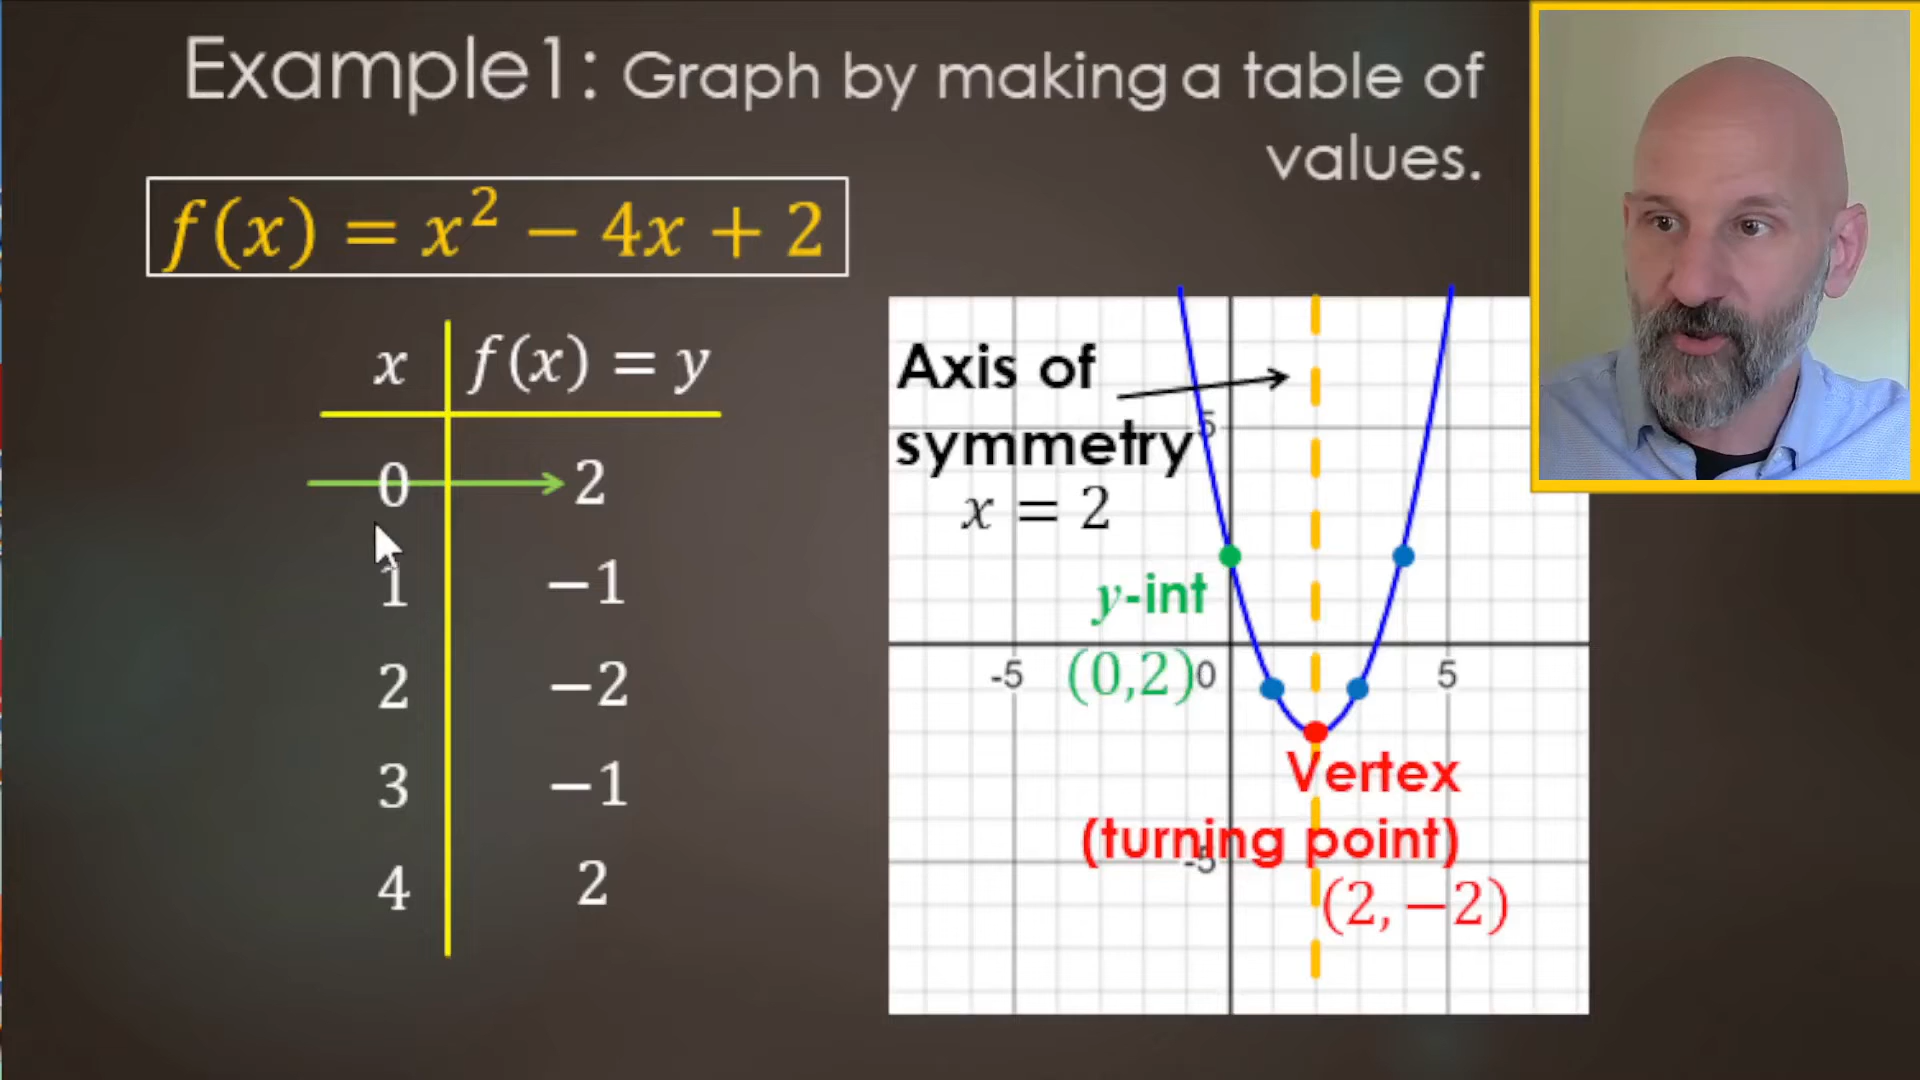 Example1: Graph by making a table of
values.
f(x) = x² − 4x + 2
x f(x) = y
0 2
1 −1
2 −2
3 −1
4 2
Axis of
symmetry
x = 2
5
y-int
(0,2)
-5 0 5
Vertex
(turning point)
-5
(2, −2)